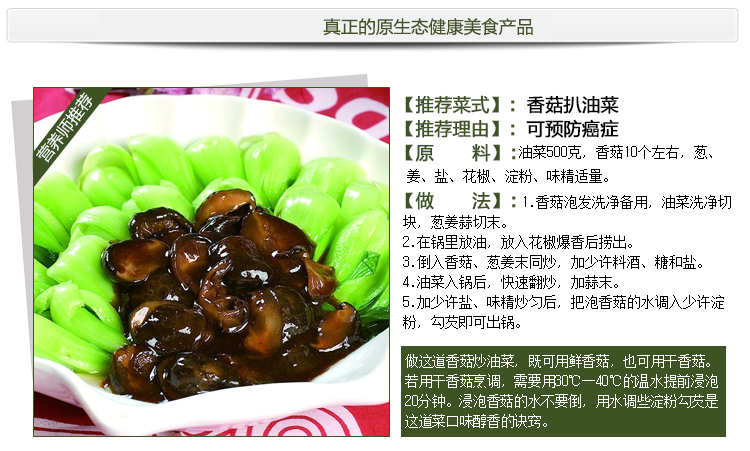 真正的原生态健康美食产品
营养师推荐
【推荐菜式】：香菇扒油菜
【推荐理由】：可预防癌症
【原　　料】：油菜500克，香菇10个左右，葱、
姜、盐、花椒、淀粉、味精适量。
【做　　法】：1.香菇泡发洗净备用，油菜洗净切
块，葱姜蒜切末。
2.在锅里放油，放入花椒爆香后捞出。
3.倒入香菇、葱姜末同炒，加少许料酒、糖和盐。
4.油菜入锅后，快速翻炒，加蒜末。
5.加少许盐、味精炒匀后，把泡香菇的水调入少许淀
粉，勾芡即可出锅。
做这道香菇炒油菜，既可用鲜香菇，也可用干香菇。
若用干香菇烹调，需要用30℃—40℃的温水提前浸泡
20分钟。浸泡香菇的水不要倒，用水调些淀粉勾芡是
这道菜口味醇香的诀窍。